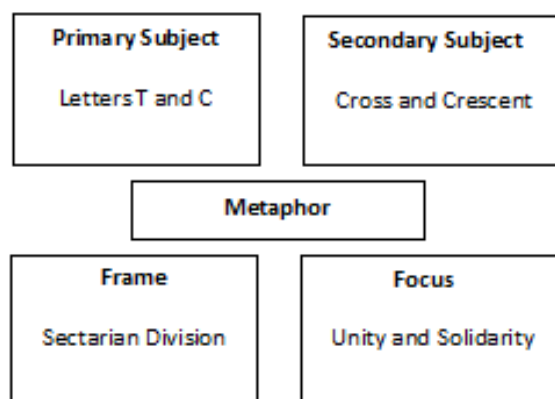 Primary Subject
Letters T and C
Secondary Subject
Cross and Crescent
Metaphor
Frame
Sectarian Division
Focus
Unity and Solidarity